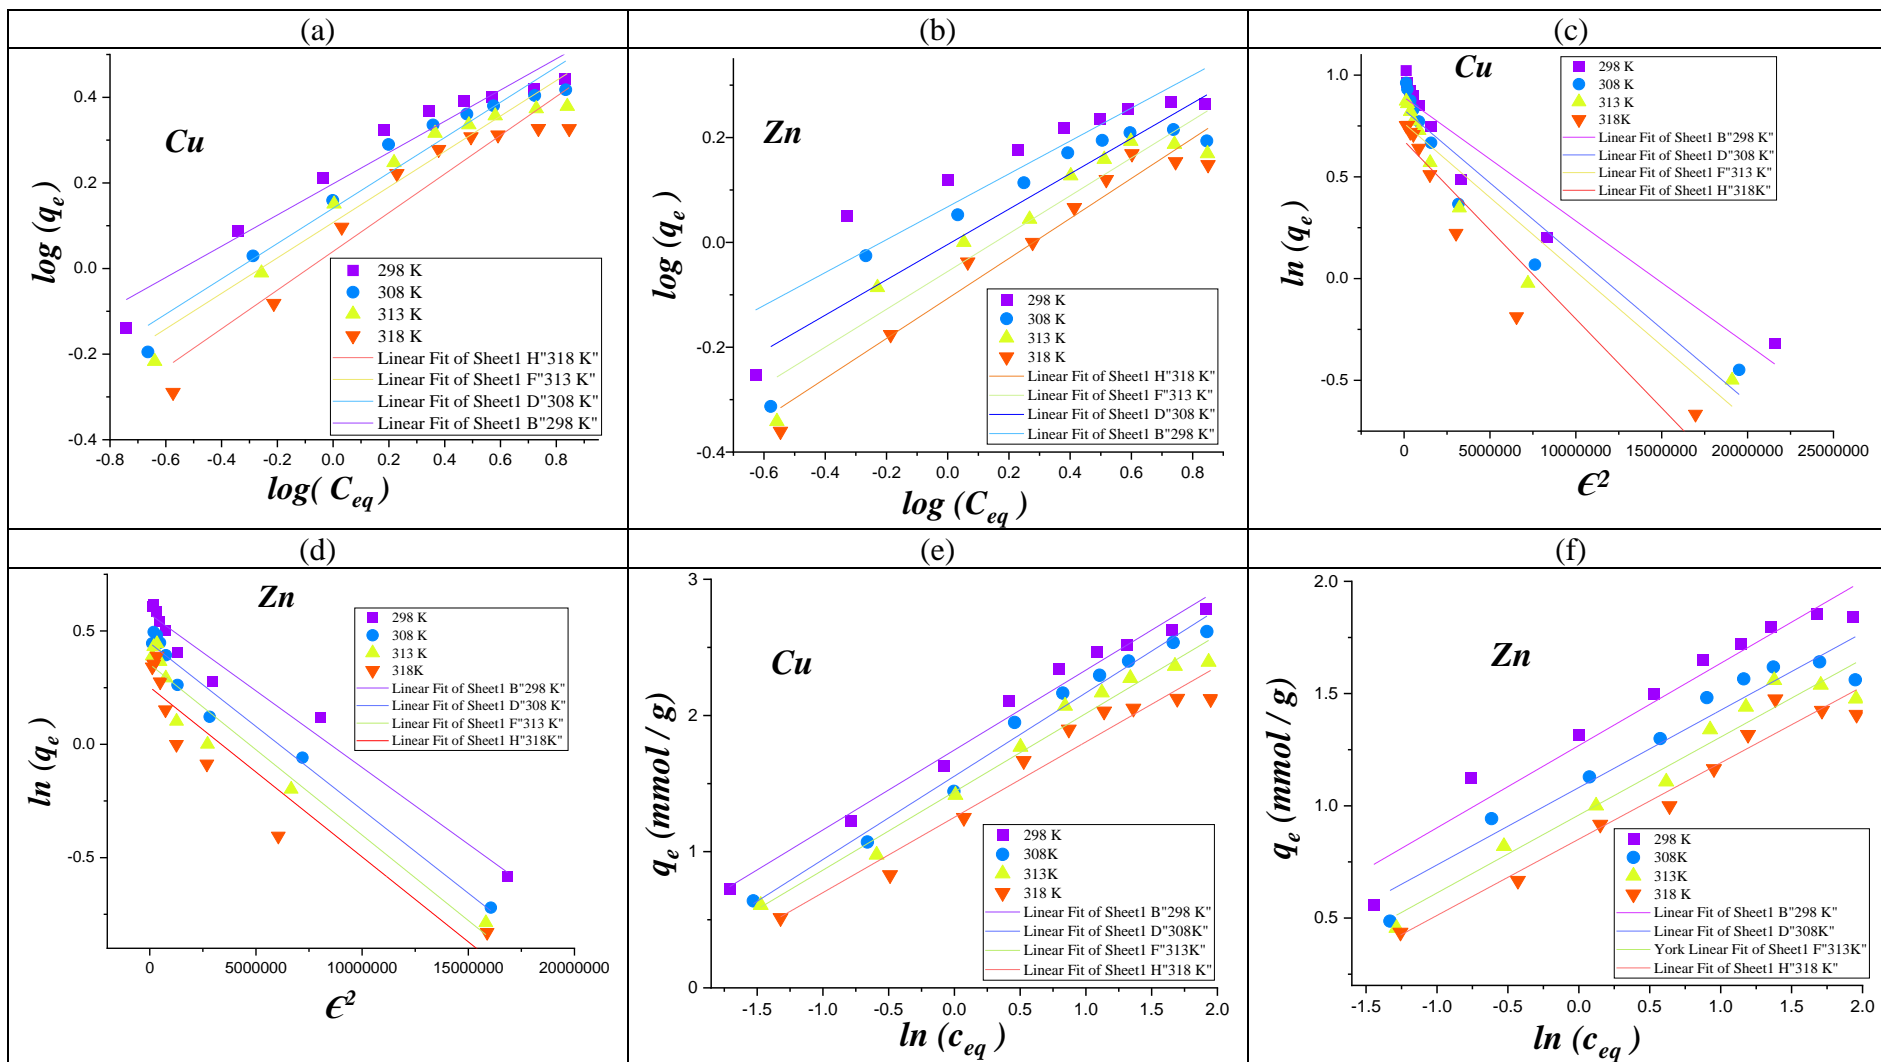 (a)
(b)
(c)
0.4
0.2
0.0
-0.2
-0.4
-0.8
-0.6
-0.4
-0.2
0.0
0.2
0.4
0.6
0.8
Cu
log (qe)
log( Ceq )
298 K
308 K
313 K
318 K
Linear Fit of Sheet1 H"318 K"
Linear Fit of Sheet1 F"313 K"
Linear Fit of Sheet1 D"308 K"
Linear Fit of Sheet1 B"298 K"
0.2
0.0
-0.2
-0.4
-0.6
-0.4
-0.2
0.0
0.2
0.4
0.6
0.8
Zn
log (qe)
log (Ceq )
298 K
308 K
313 K
318 K
Linear Fit of Sheet1 H"318 K"
Linear Fit of Sheet1 F"313 K"
Linear Fit of Sheet1 D"308 K"
Linear Fit of Sheet1 B"298 K"
1.0
0.5
0.0
-0.5
0
5000000
10000000
15000000
20000000
25000000
Cu
ln (qe)
ϵ2
298 K
308 K
313 K
318K
Linear Fit of Sheet1 B"298 K"
Linear Fit of Sheet1 D"308 K"
Linear Fit of Sheet1 F"313 K"
Linear Fit of Sheet1 H"318K"
(d)
(e)
(f)
0.5
0.0
-0.5
0
5000000
10000000
15000000
20000000
Zn
ln (qe)
ϵ2
298 K
308 K
313 K
318K
Linear Fit of Sheet1 B"298 K"
Linear Fit of Sheet1 D"308 K"
Linear Fit of Sheet1 F"313 K"
Linear Fit of Sheet1 H"318K"
3
2
1
0
-1.5
-1.0
-0.5
0.0
0.5
1.0
1.5
2.0
Cu
qe (mmol / g)
ln (ceq)
298 K
308K
313K
318 K
Linear Fit of Sheet1 B"298 K"
Linear Fit of Sheet1 D"308K"
Linear Fit of Sheet1 F"313K"
Linear Fit of Sheet1 H"318 K"
2.0
1.5
1.0
0.5
-1.5
-1.0
-0.5
0.0
0.5
1.0
1.5
2.0
Zn
qe (mmol / g)
ln (ceq)
298 K
308K
313K
318 K
Linear Fit of Sheet1 B"298 K"
Linear Fit of Sheet1 D"308K"
York Linear Fit of Sheet1 F"313K"
Linear Fit of Sheet1 H"318 K"